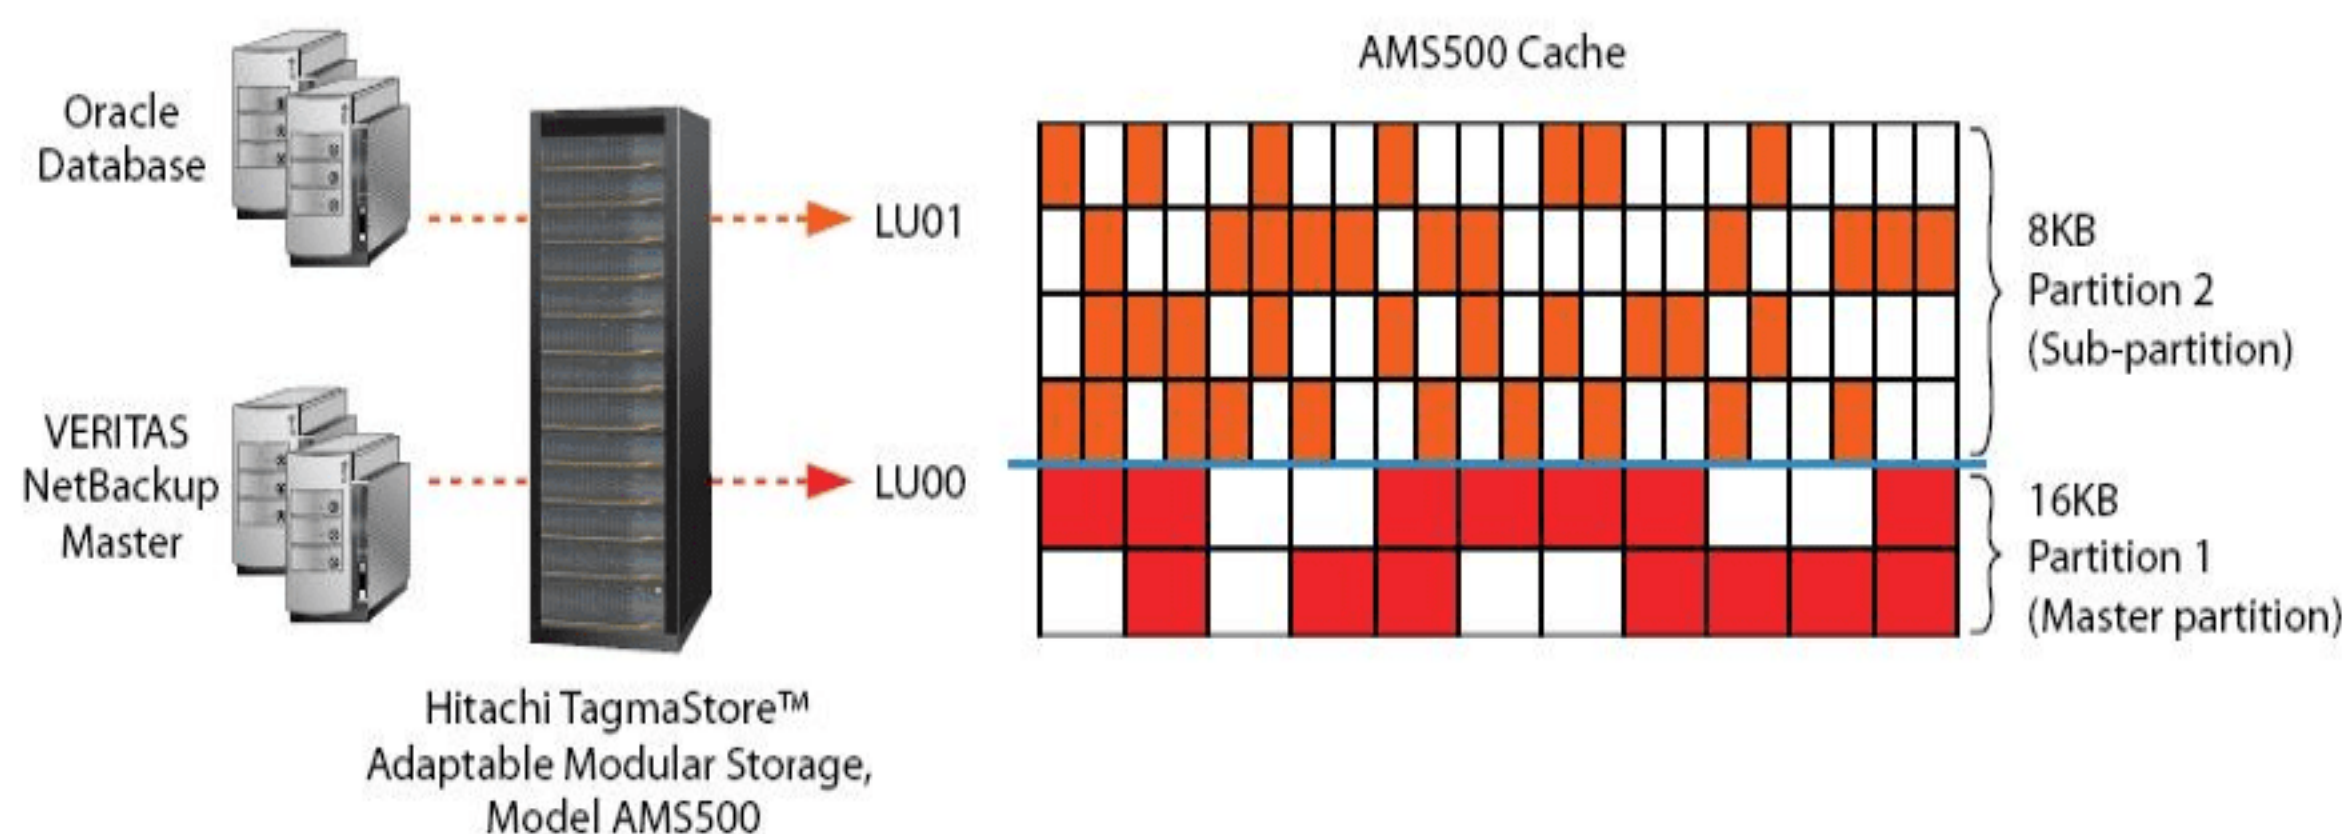 AMS500 Cache
Oracle
Database
LU01
8KB
Partition 2
(Sub-partition)
VERITAS
NetBackup
Master
LU00
16KB
Partition 1
(Master partition)
Hitachi TagmaStore™
Adaptable Modular Storage,
Model AMS500